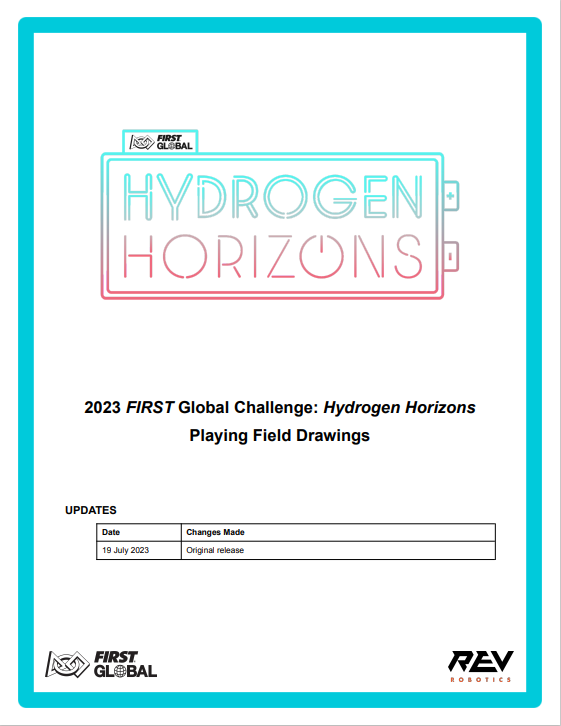 FIRST
GLOBAL
HYDROGEN
HORIZONS
2023 FIRST Global Challenge: Hydrogen Horizons
Playing Field Drawings
UPDATES
Date Changes Made
19 July 2023 Original release
FIRST
GLOBAL
REV
ROBOTICS